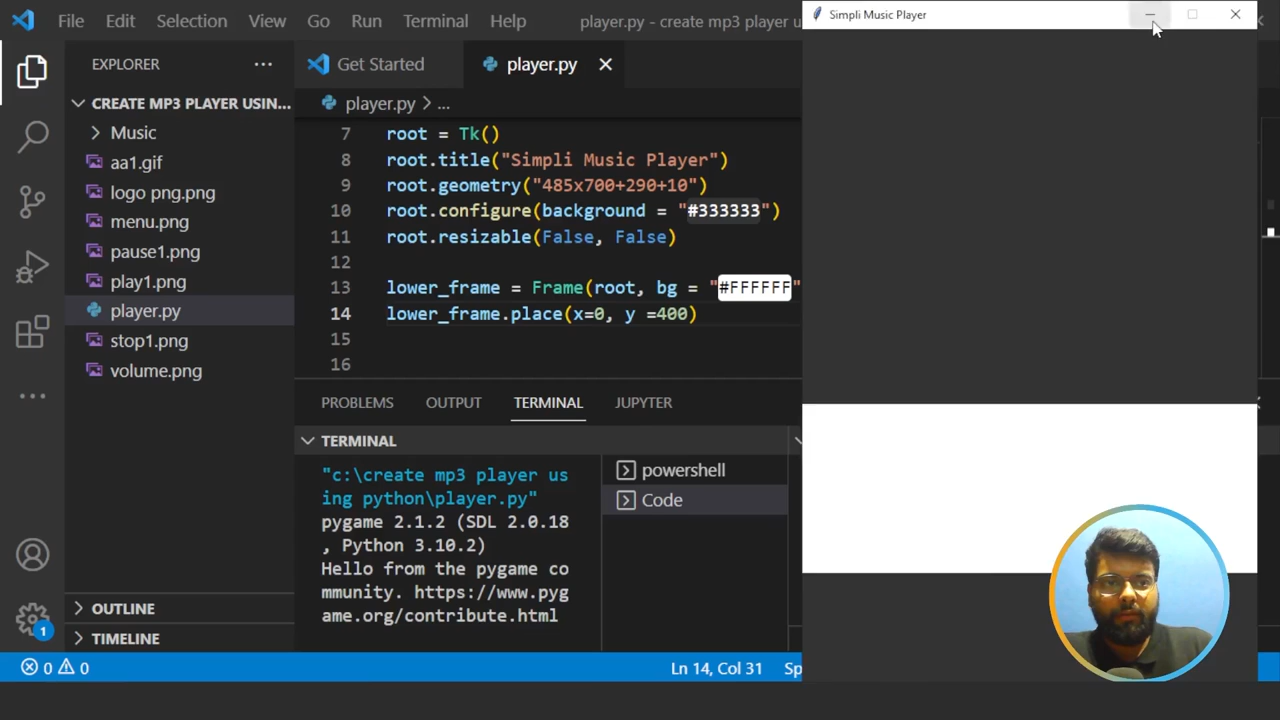 File Edit Selection View Go Run Terminal Help player.py - create mp3 player u
Simpli Music Player
EXPLORER
Get Started
player.py
CREATE MP3 PLAYER USIN...
player.py > ...
Music
aa1.gif
logo png.png
menu.png
pause1.png
play1.png
player.py
stop1.png
volume.png
7 root = Tk()
8 root.title("Simpli Music Player")
9 root.geometry("485x700+290+10")
10 root.configure(background = "#333333")
11 root.resizable(False, False)
12
13 lower_frame = Frame(root, bg = "#FFFFFF"
14 lower_frame.place(x=0, y =400)
15
16
PROBLEMS OUTPUT TERMINAL JUPYTER
TERMINAL
"c:\create mp3 player us
ing python\player.py"
pygame 2.1.2 (SDL 2.0.18
, Python 3.10.2)
Hello from the pygame co
mmunity. https://www.pyg
ame.org/contribute.html
powershell
Code
OUTLINE
TIMELINE
1
0 0
Ln 14, Col 31 Sp